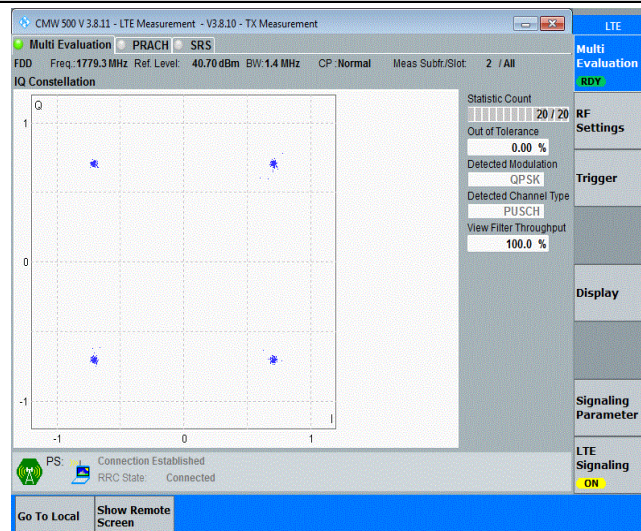 CMW 500 V 3.8.11 - LTE Measurement - V3.8.10 - TX Measurement
LTE
Multi Evaluation PRACH SRS
Multi
Evaluation
RDY
FDD Freq.: 1779.3 MHz Ref. Level: 40.70 dBm BW: 1.4 MHz CP : Normal Meas Subfr./Slot: 2 / All
IQ Constellation
Q
1
0
-1
I
-1 0 1
Statistic Count
20 / 20
Out of Tolerance
0.00 %
Detected Modulation
QPSK
Detected Channel Type
PUSCH
View Filter Throughput
100.0 %
RF
Settings
Trigger
Display
Signaling
Parameter
LTE
Signaling
ON
PS: Connection Established
RRC State: Connected
Go To Local
Show Remote
Screen